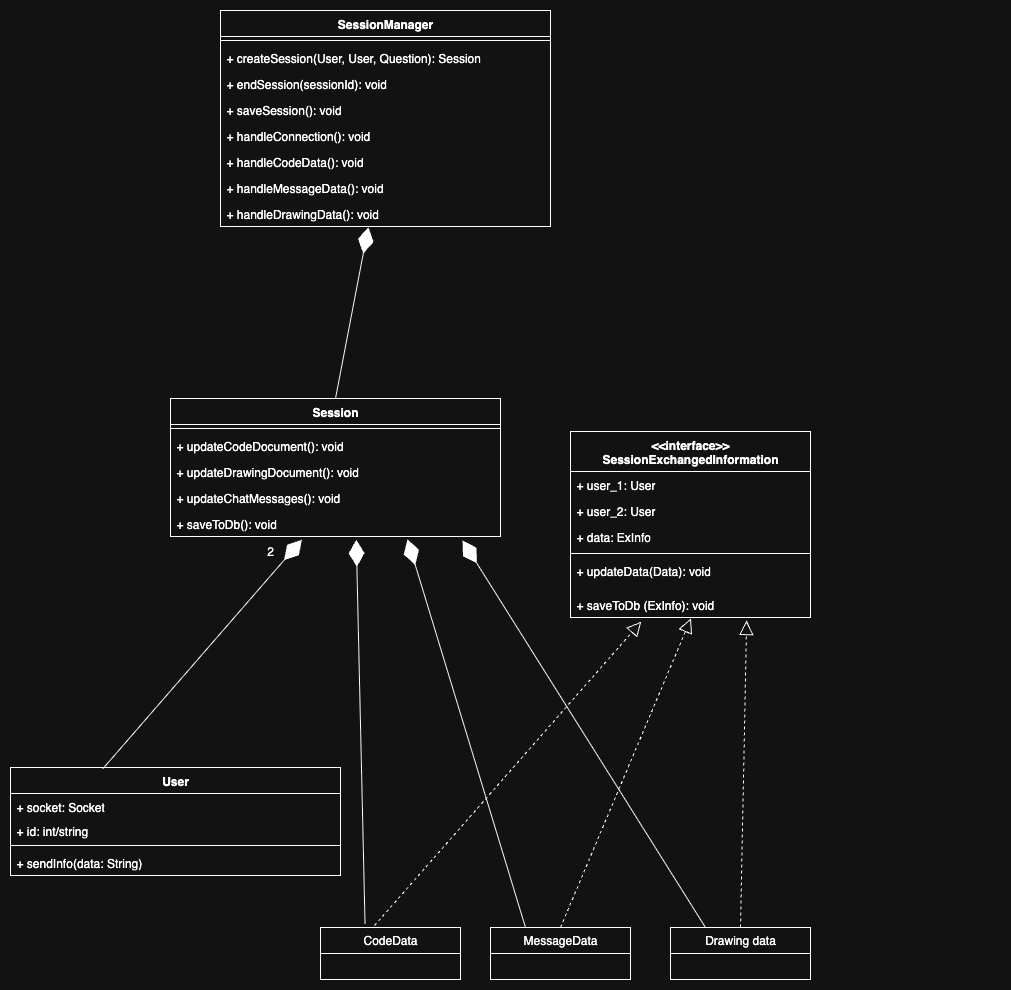 SessionManager
+ createSession(User, User, Question): Session
+ endSession(sessionId): void
+ saveSession(): void
+ handleConnection(): void
+ handleCodeData(): void
+ handleMessageData(): void
+ handleDrawingData(): void
Session
+ updateCodeDocument(): void
+ updateDrawingDocument(): void
+ updateChatMessages(): void
+ saveToDb(): void
2
<<interface>>
SessionExchangedInformation
+ user_1: User
+ user_2: User
+ data: ExInfo
+ updateData(Data): void
+ saveToDb (ExInfo): void
User
+ socket: Socket
+ id: int/string
+ sendInfo(data: String)
CodeData
MessageData
Drawing data